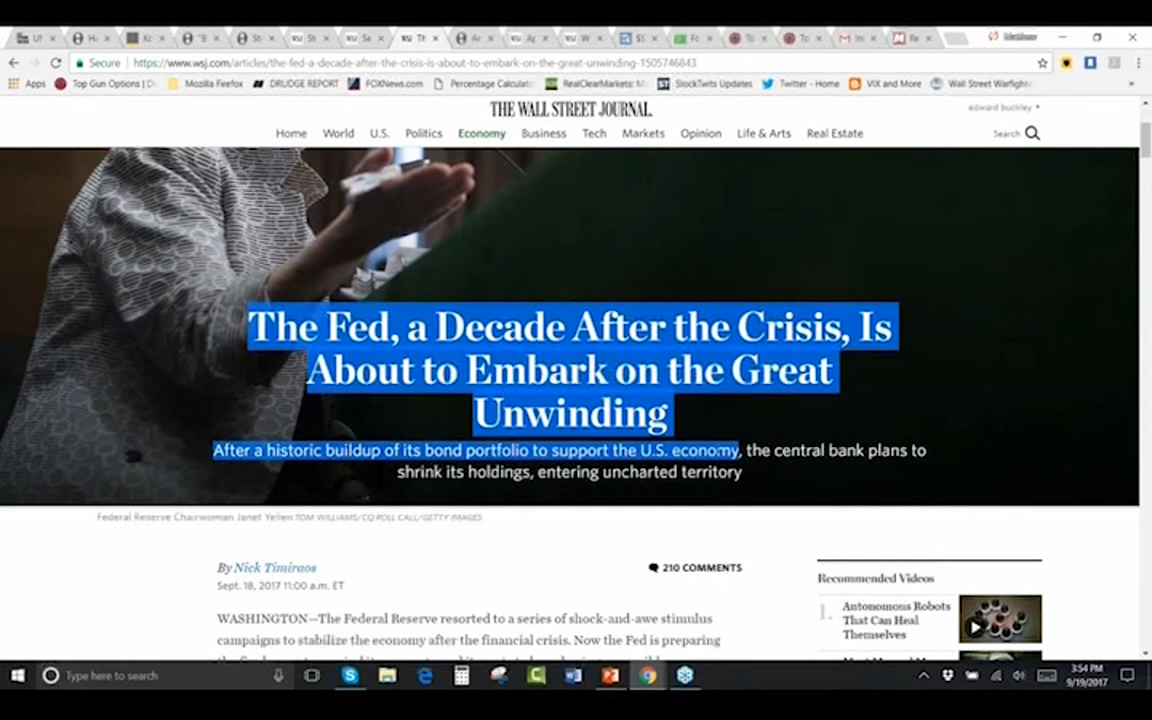 Secure https://www.wsj.com/articles/the-fed-a-decade-after-the-crisis-is-about-to-embark-on-the-great-unwinding-1505746843
Apps Top Gun Options | D Mozilla Firefox DRUDGE REPORT FOXNews.com Percentage Calculato RealClearMarkets: M StockTwits Updates Twitter - Home VIX and More Wall Street Warfighte
THE WALL STREET JOURNAL.
edward buckley
Home World U.S. Politics Economy Business Tech Markets Opinion Life & Arts Real Estate Search
The Fed, a Decade After the Crisis, Is
About to Embark on the Great
Unwinding
After a historic buildup of its bond portfolio to support the U.S. economy, the central bank plans to
shrink its holdings, entering uncharted territory
Federal Reserve Chairwoman Janet Yellen TOM WILLIAMS/CQ ROLL CALL/GETTY IMAGES
By Nick Timiraos
210 COMMENTS
Sept. 18, 2017 11:00 a.m. ET
WASHINGTON—The Federal Reserve resorted to a series of shock-and-awe stimulus
campaigns to stabilize the economy after the financial crisis. Now the Fed is preparing
Recommended Videos
1. Autonomous Robots
That Can Heal
Themselves
Type here to search
3:54 PM
9/19/2017